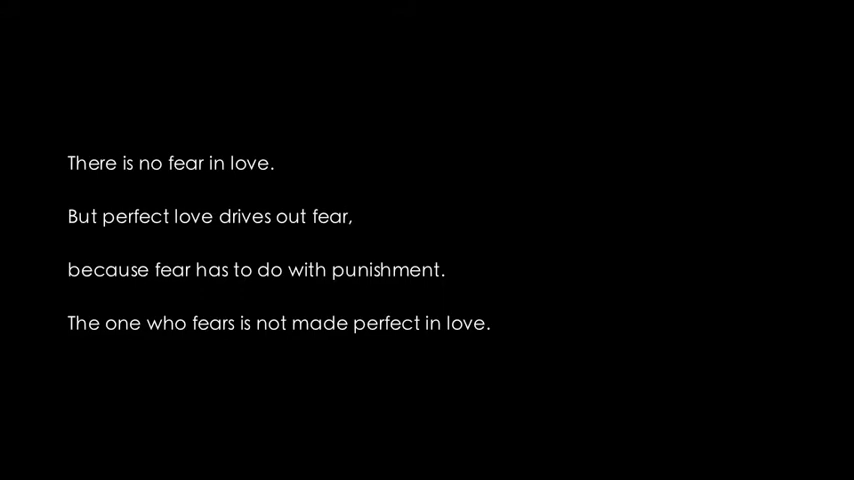 There is no fear in love.
But perfect love drives out fear,
because fear has to do with punishment.
The one who fears is not made perfect in love.